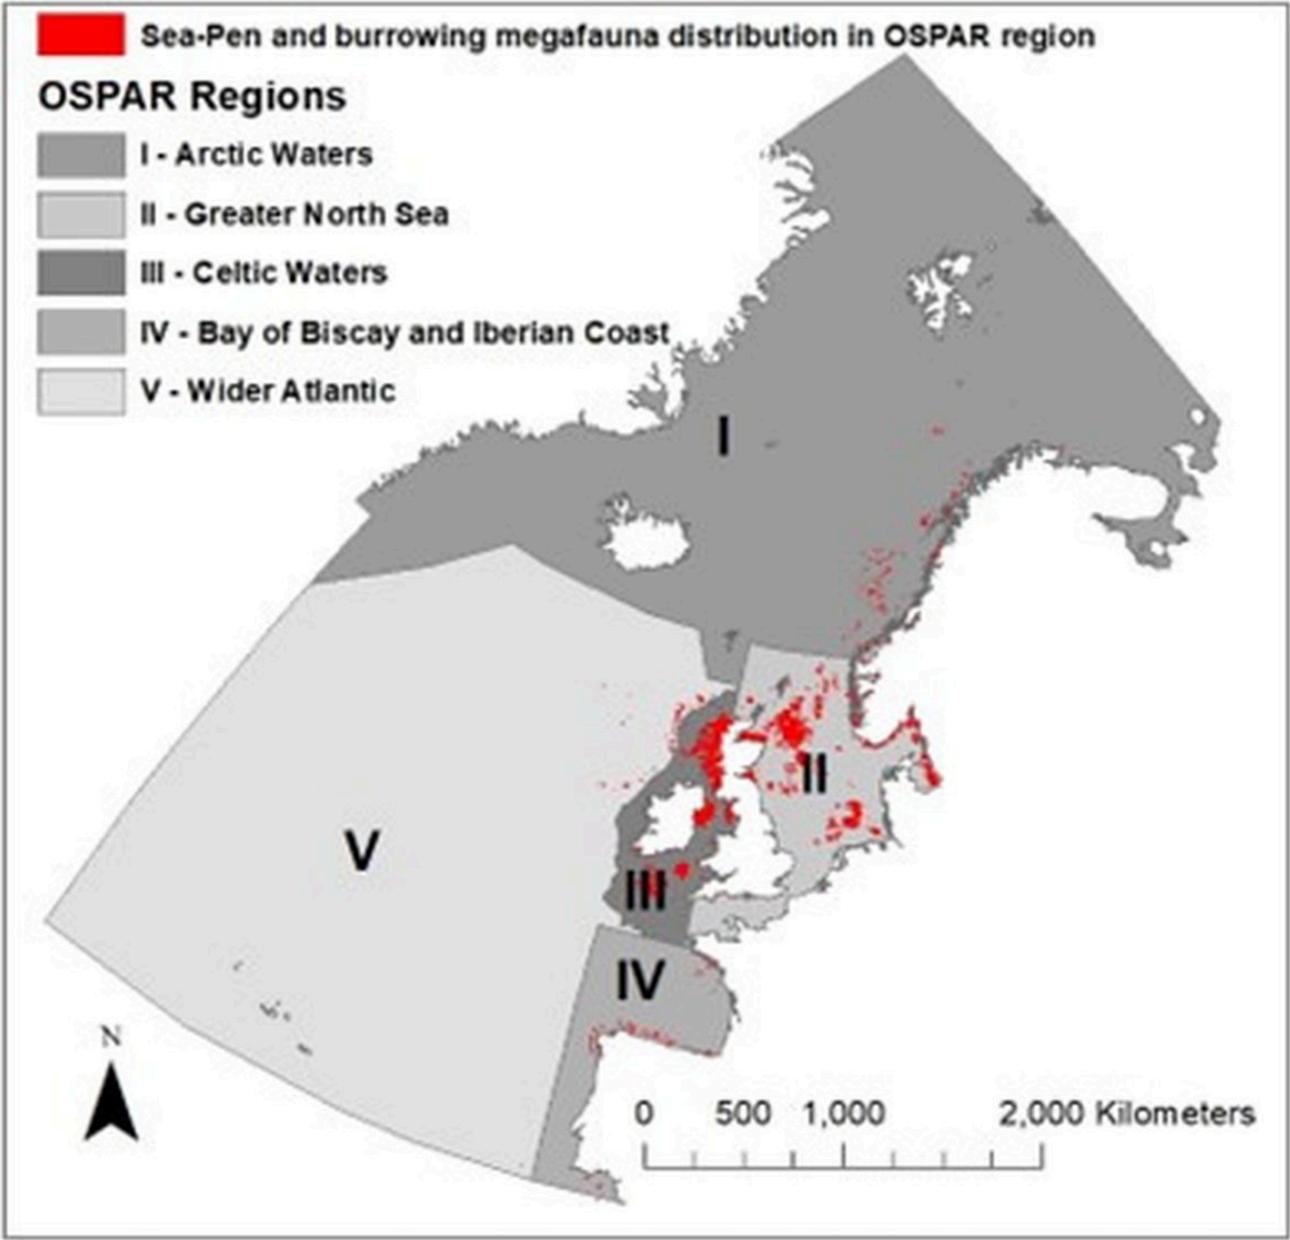 Sea-Pen and burrowing megafauna distribution in OSPAR region
OSPAR Regions
I - Arctic Waters
II - Greater North Sea
III - Celtic Waters
IV - Bay of Biscay and Iberian Coast
V - Wider Atlantic
I
II
V
III
IV
N
0 500 1,000 2,000 Kilometers